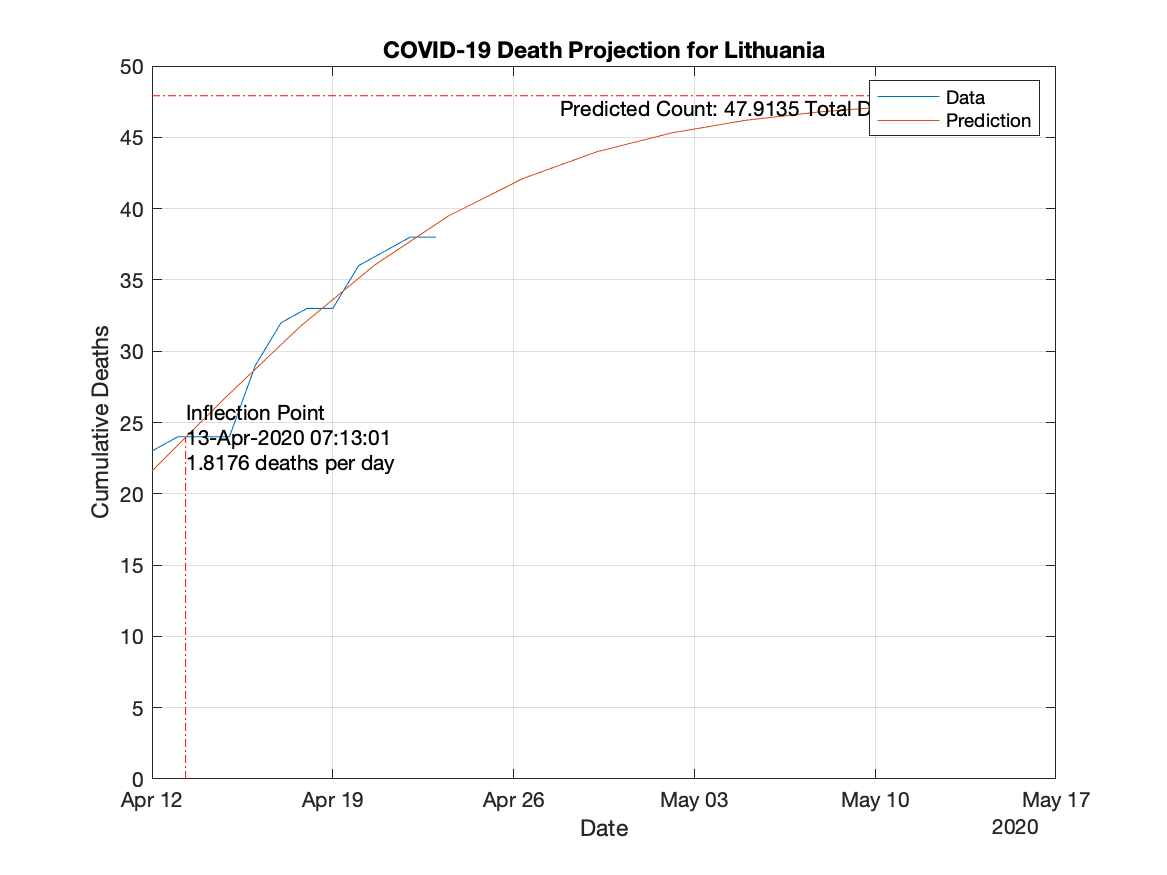 COVID-19 Death Projection for Lithuania
Predicted Count: 47.9135 Total D
Data
Prediction
50
45
40
35
30
25
20
15
10
5
0
Cumulative Deaths
Inflection Point
13-Apr-2020 07:13:01
1.8176 deaths per day
Apr 12 Apr 19 Apr 26 May 03 May 10 May 17
Date
2020